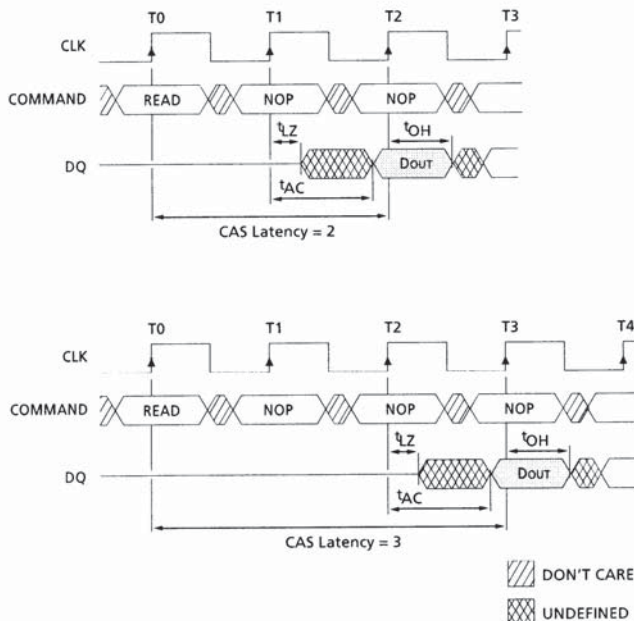 T0 T1 T2 T3
CLK
COMMAND READ NOP NOP
tLZ tOH
DQ DOUT
tAC
CAS Latency = 2
T0 T1 T2 T3 T4
CLK
COMMAND READ NOP NOP NOP
tLZ tOH
DQ DOUT
tAC
CAS Latency = 3
DON'T CARE
UNDEFINED